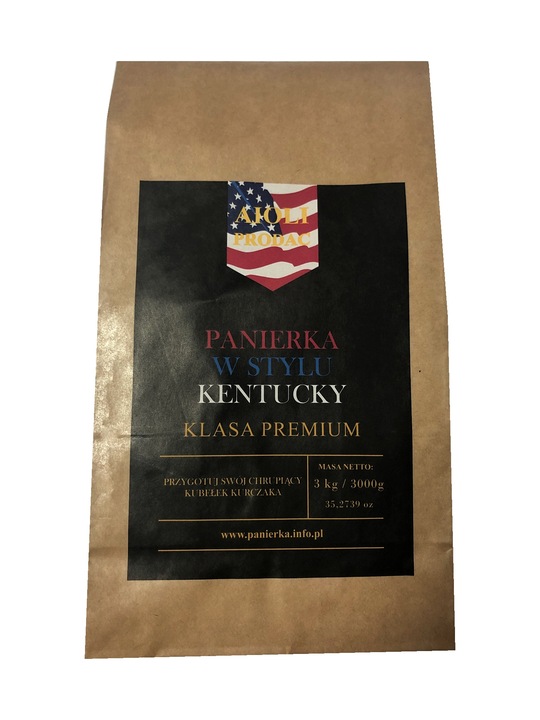 AIOLI
PRODAC
PANIERKA
W STYLU
KENTUCKY
KLASA PREMIUM
PRZYGOTUJ SWÓJ CHRUPIĄCY
KUBEŁEK KURCZAKA
MASA NETTO:
3 kg / 3000g
35,2739 oz
www.panierka.info.pl